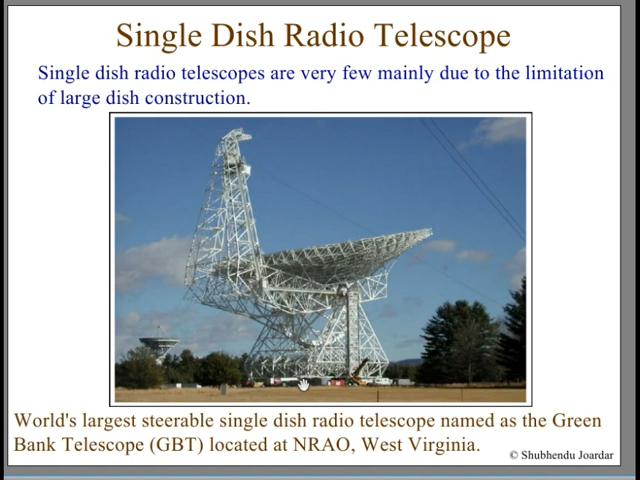 Single Dish Radio Telescope
Single dish radio telescopes are very few mainly due to the limitation
of large dish construction.
World's largest steerable single dish radio telescope named as the Green
Bank Telescope (GBT) located at NRAO, West Virginia.
© Shubhendu Joardar